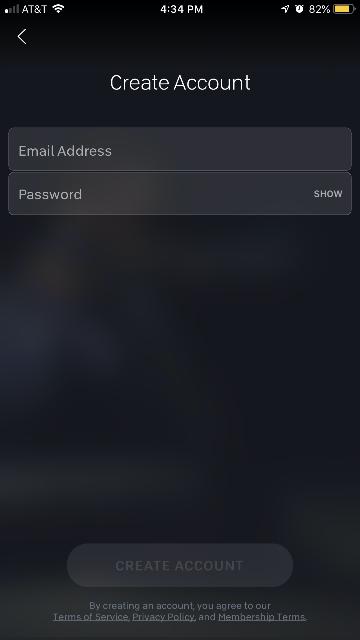 AT&T 4:34 PM 82%
Create Account
Email Address
Password SHOW
CREATE ACCOUNT
By creating an account, you agree to our
Terms of Service, Privacy Policy, and Membership Terms.